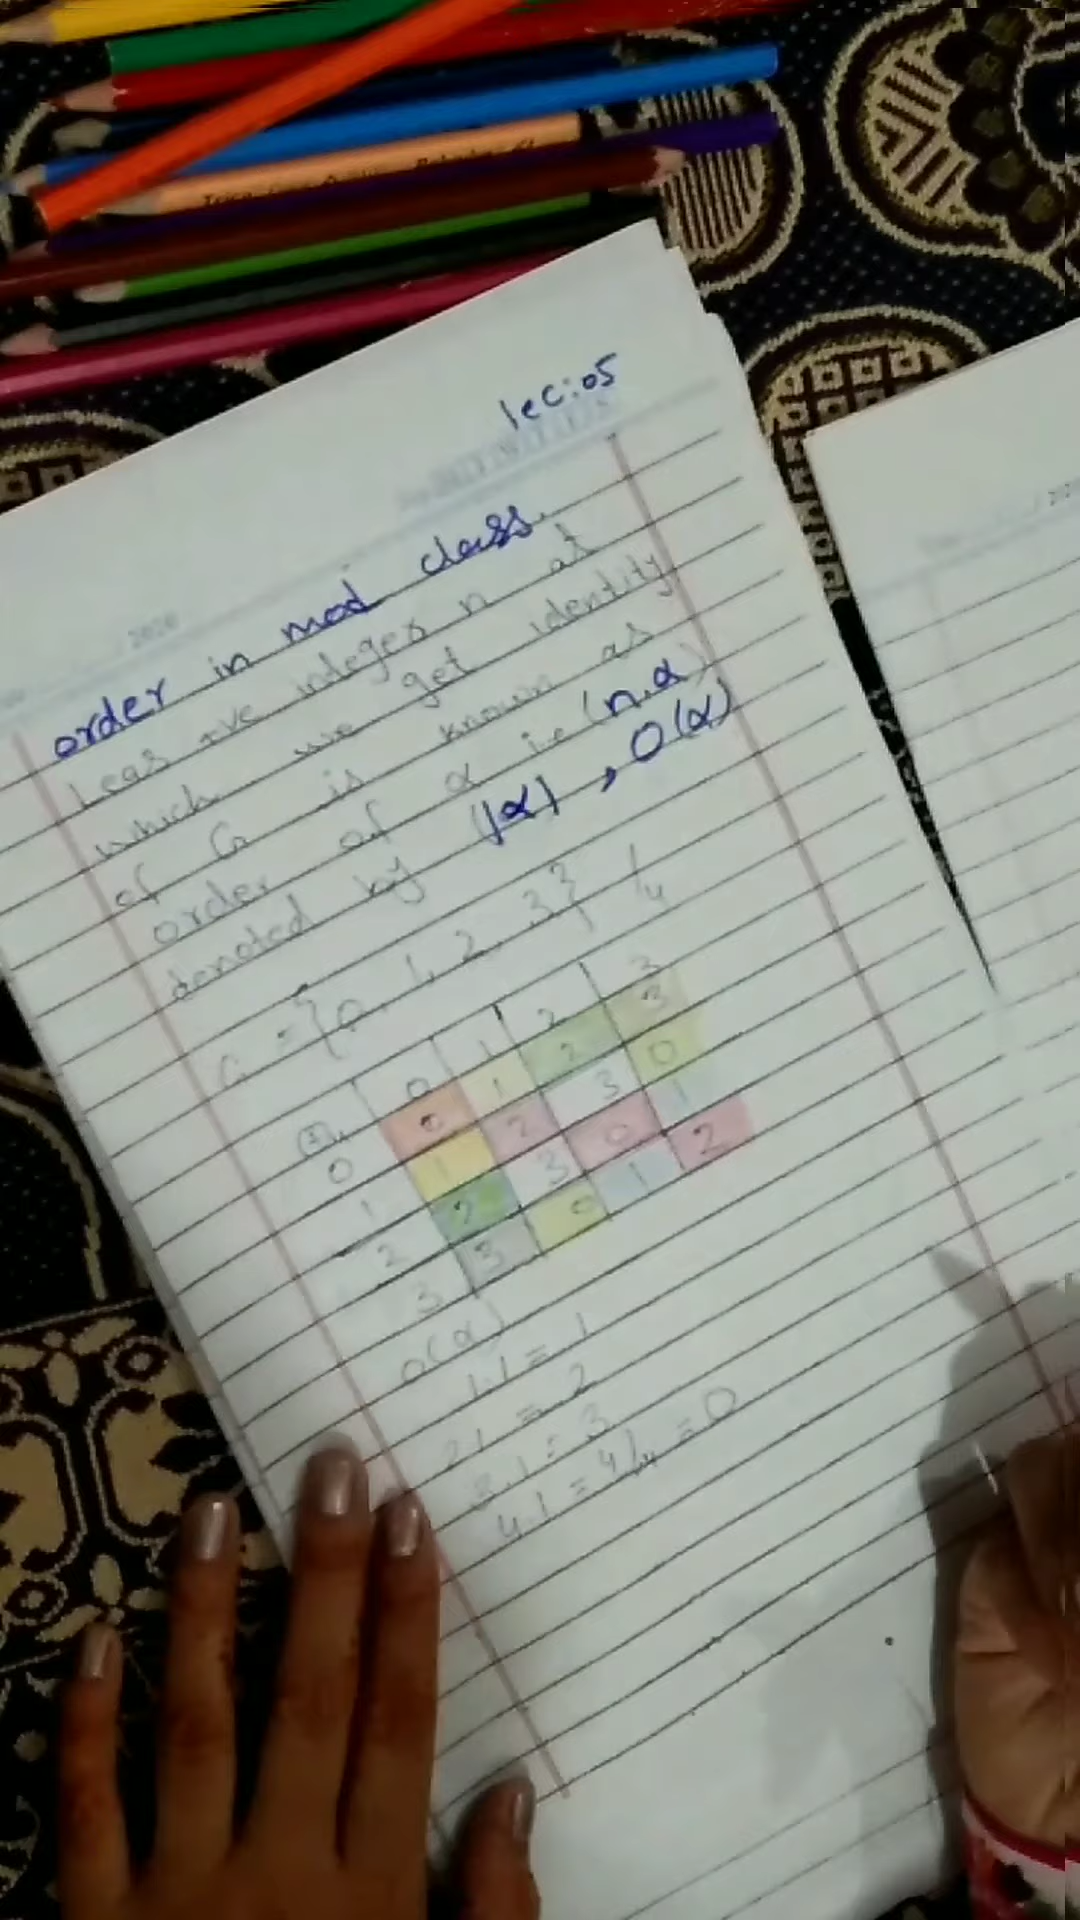 lec:05
order in mod class.
Leas +ve integer n at
which we get identity
of G is known as
order of α i.e (n.α)
denoted by (|α|) , O(α)
G = {0, 1, 2, 3} /4
0 1 2 3
0 0 1 2 3
1 1 2 3 0
2 2 3 0 1
3 3 0 1 2
O(α)
1.1 = 1
2.1 = 2
3.1 = 3
4.1 = 4/4 = 0